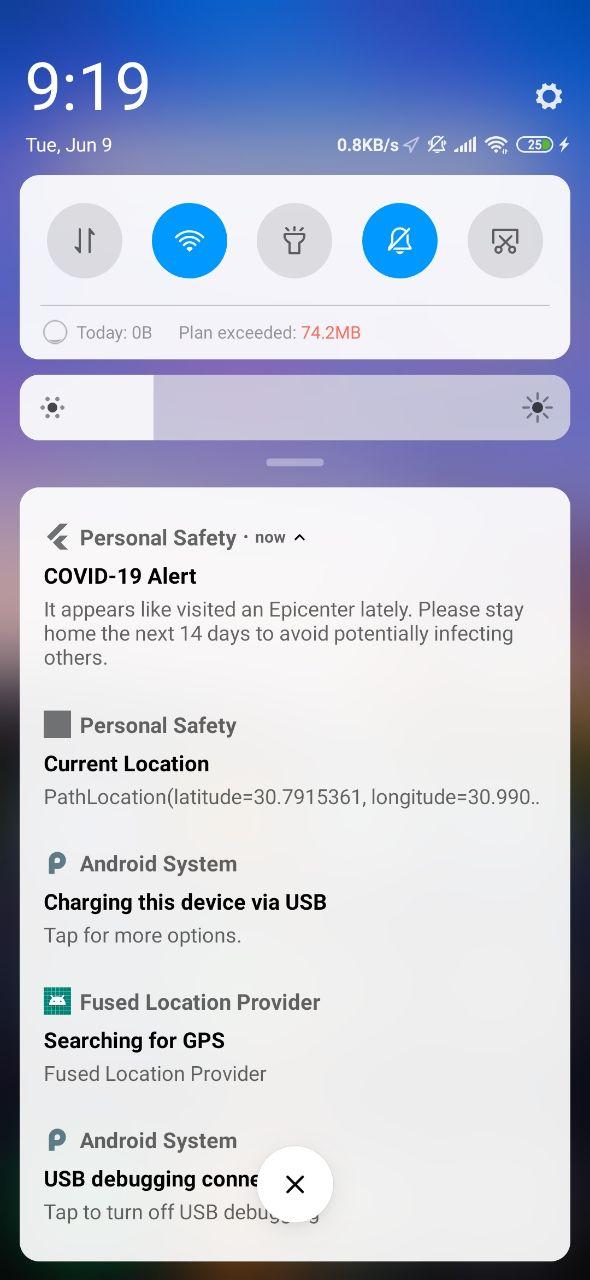 9:19
Tue, Jun 9
0.8KB/s
25
Today: 0B Plan exceeded: 74.2MB
Personal Safety · now
COVID-19 Alert
It appears like visited an Epicenter lately. Please stay
home the next 14 days to avoid potentially infecting
others.
Personal Safety
Current Location
PathLocation(latitude=30.7915361, longitude=30.990..
Android System
Charging this device via USB
Tap for more options.
Fused Location Provider
Searching for GPS
Fused Location Provider
Android System
USB debugging conne
Tap to turn off USB debugging